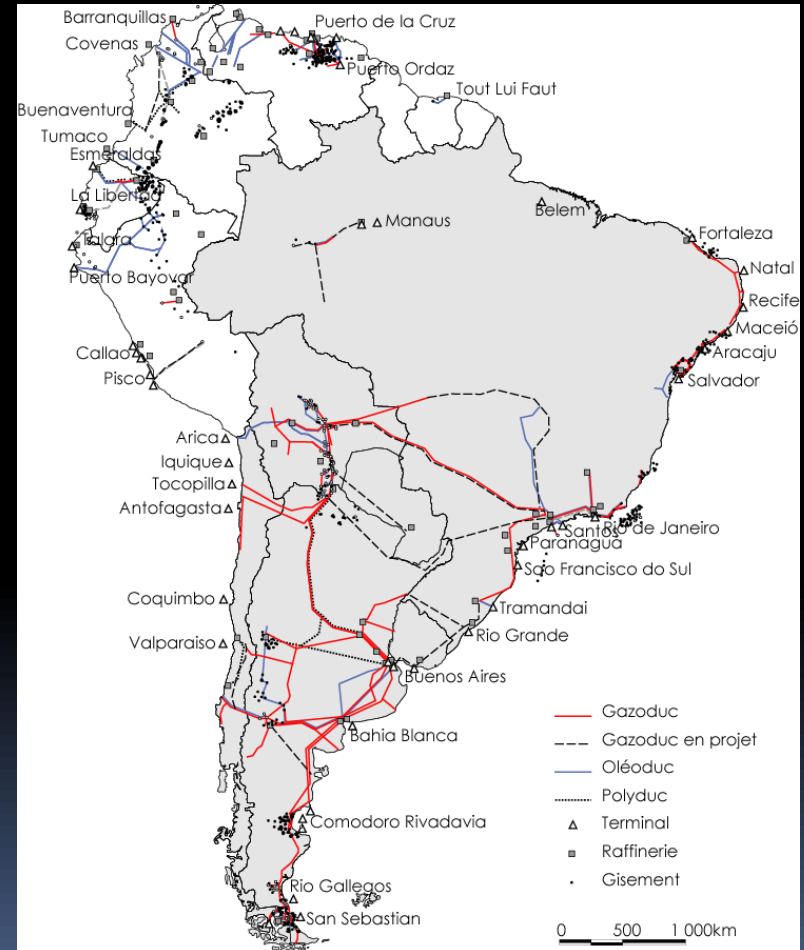 Barranquillas
Puerto de la Cruz
Covenas
Puerto Ordaz
Tout Lui Faut
Buenaventura
Tumaco
Esmeraldas
La Libertad
Belem
Manaus
Fortaleza
Talara
Natal
Puerto Bayovar
Recife
Maceió
Callao
Aracaju
Pisco
Salvador
Arica
Iquique
Tocopilla
Antofagasta
Rio de Janeiro
Santos
Paranagua
Sao Francisco do Sul
Coquimbo
Tramandai
Valparaiso
Rio Grande
Buenos Aires
Bahia Blanca
Comodoro Rivadavia
Rio Gallegos
San Sebastian
Gazoduc
Gazoduc en projet
Oléoduc
Polyduc
Terminal
Raffinerie
Gisement
0 500 1 000km